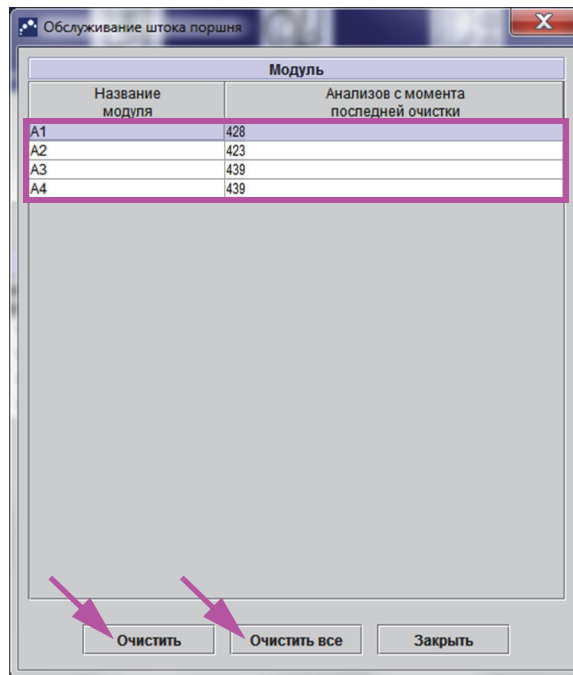 Обслуживание штока поршня
Модуль
Название модуля
Анализов с момента последней очистки
A1 428
A2 423
A3 439
A4 439
Очистить Очистить все Закрыть